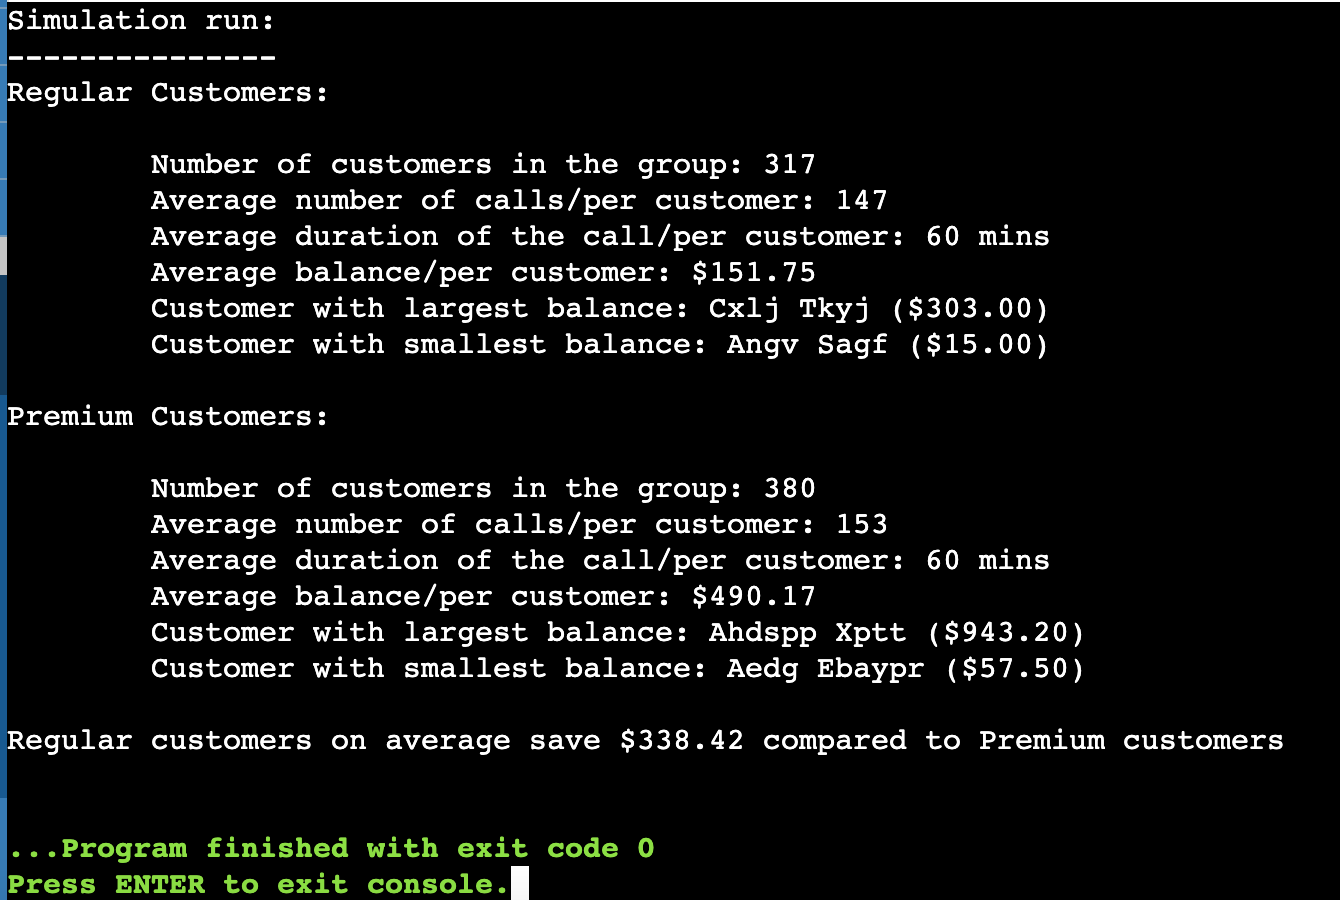 Simulation run:
---------------
Regular Customers:
Number of customers in the group: 317
Average number of calls/per customer: 147
Average duration of the call/per customer: 60 mins
Average balance/per customer: $151.75
Customer with largest balance: Cxlj Tkyj ($303.00)
Customer with smallest balance: Angv Sagf ($15.00)
Premium Customers:
Number of customers in the group: 380
Average number of calls/per customer: 153
Average duration of the call/per customer: 60 mins
Average balance/per customer: $490.17
Customer with largest balance: Ahdspp Xptt ($943.20)
Customer with smallest balance: Aedg Ebaypr ($57.50)
Regular customers on average save $338.42 compared to Premium customers
...Program finished with exit code 0
Press ENTER to exit console.